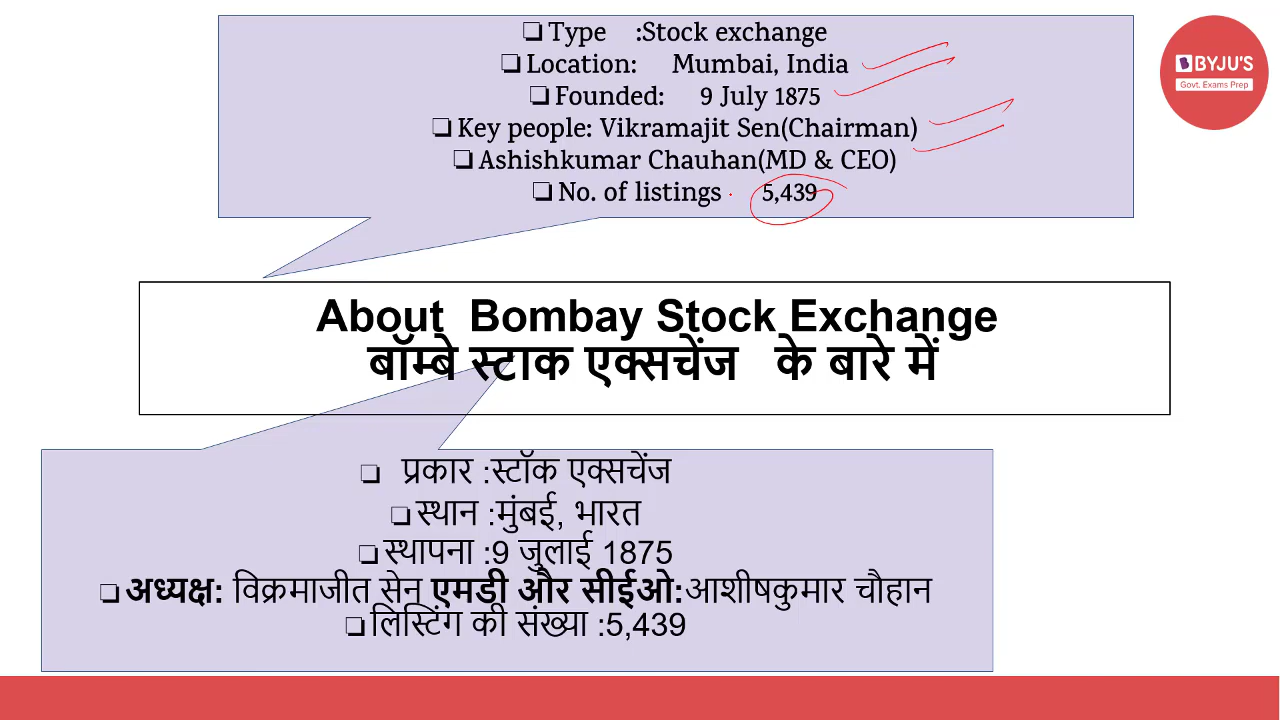 ❑Type :Stock exchange
❑Location: Mumbai, India
❑Founded: 9 July 1875
❑Key people: Vikramajit Sen(Chairman)
❑Ashishkumar Chauhan(MD & CEO)
❑No. of listings 5,439
BYJU'S
Govt. Exams Prep
About Bombay Stock Exchange
बॉम्बे स्टाक एक्सचेंज के बारे में
❑ प्रकार :स्टॉक एक्सचेंज
❑स्थान :मुंबई, भारत
❑स्थापना :9 जुलाई 1875
❑अध्यक्ष: विक्रमाजीत सेन एमडी और सीईओ:आशीषकुमार चौहान
❑लिस्टिंग की संख्या :5,439